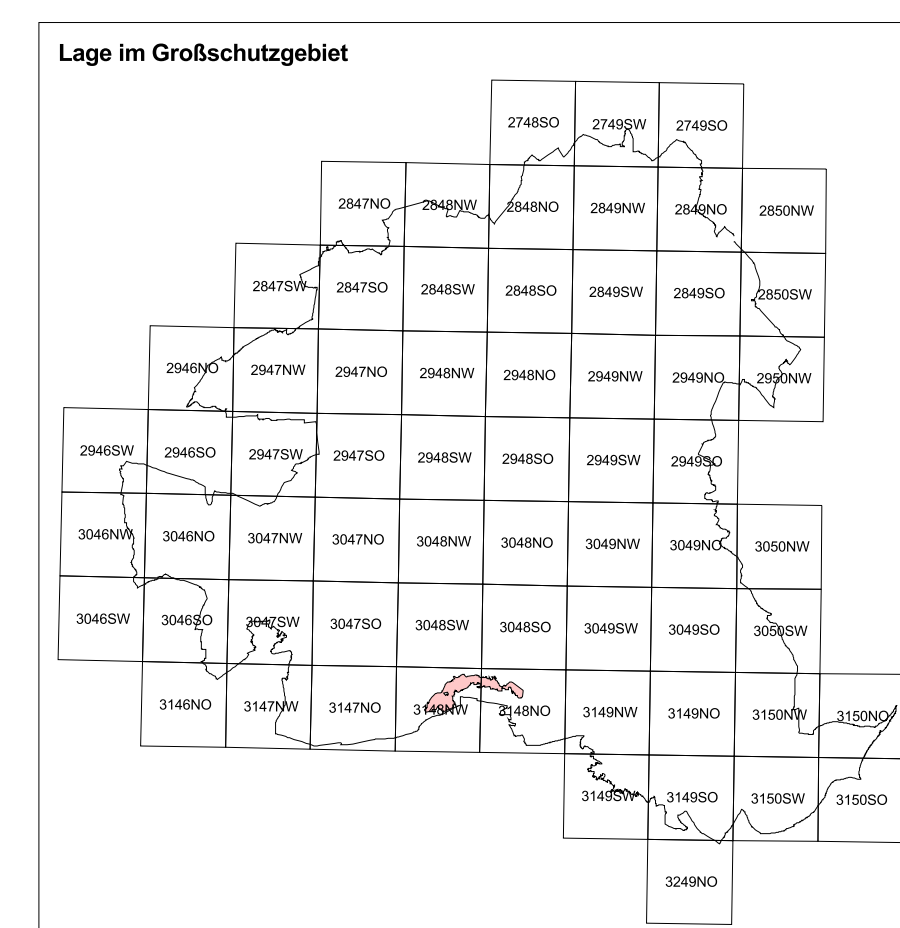 Lage im Großschutzgebiet
2748SO 2749SW 2749SO
2847NO 2848NW 2848NO 2849NW 2849NO 2850NW
2847SW 2847SO 2848SW 2848SO 2849SW 2849SO 2850SW
2946NO 2947NW 2947NO 2948NW 2948NO 2949NW 2949NO 2950NW
2946SW 2946SO 2947SW 2947SO 2948SW 2948SO 2949SW 2949SO
3046NW 3046NO 3047NW 3047NO 3048NW 3048NO 3049NW 3049NO 3050NW
3046SW 3046SO 3047SW 3047SO 3048SW 3048SO 3049SW 3049SO 3050SW
3146NO 3147NW 3147NO 3148NW 3148NO 3149NW 3149NO 3150NW 3150NO
3149SW 3149SO 3150SW 3150SO
3249NO